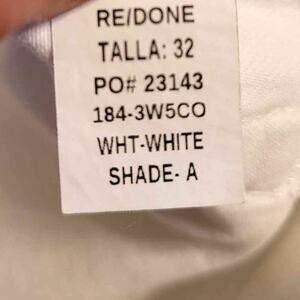 RE/DONE
TALLA: 32
PO# 23143
184-3W5CO
WHT-WHITE
SHADE- A